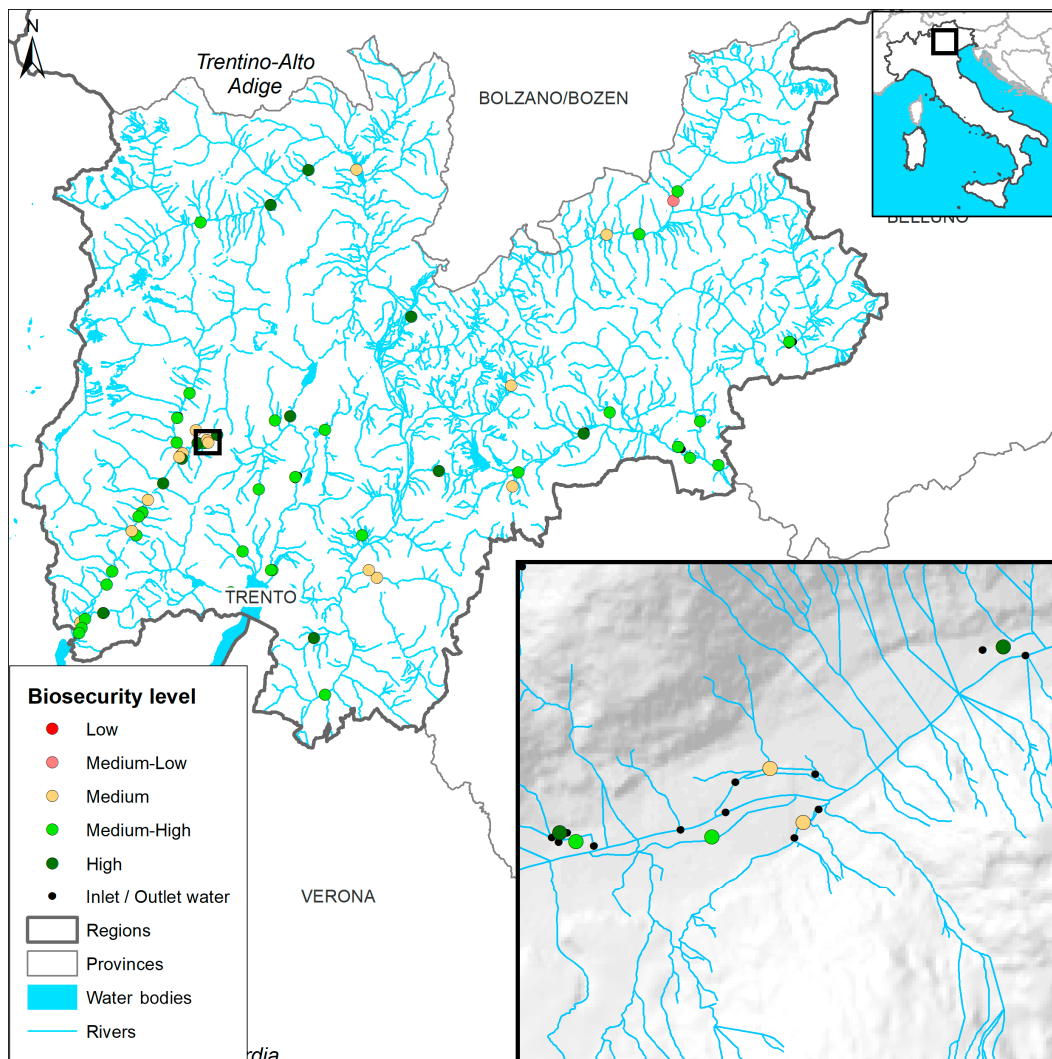 N
Trentino-Alto
Adige
BOLZANO/BOZEN
BELLUNO
TRENTO
VERONA
Biosecurity level
Low
Medium-Low
Medium
Medium-High
High
Inlet / Outlet water
Regions
Provinces
Water bodies
Rivers
rdia